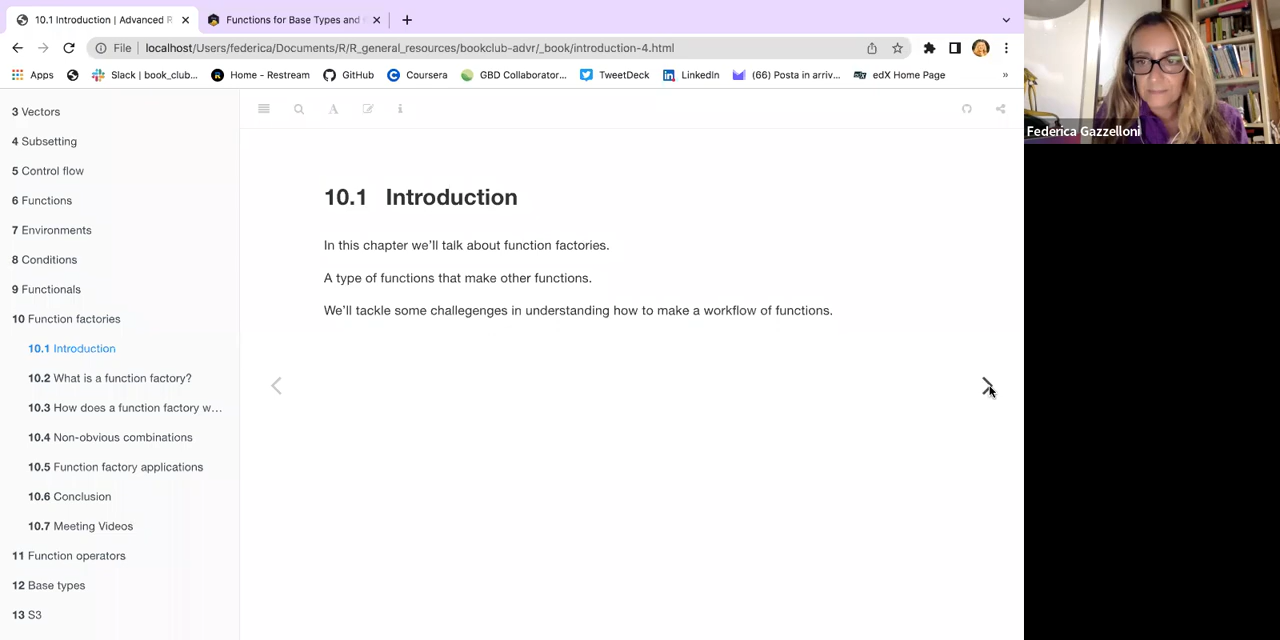 10.1 Introduction | Advanced R
Functions for Base Types and
File localhost/Users/federica/Documents/R/R_general_resources/bookclub-advr/_book/introduction-4.html
Apps Slack | book_club... Home - Restream GitHub Coursera GBD Collaborator... TweetDeck LinkedIn (66) Posta in arriv... edX Home Page »
Federica Gazzelloni
3 Vectors
4 Subsetting
5 Control flow
6 Functions
7 Environments
8 Conditions
9 Functionals
10 Function factories
10.1 Introduction
10.2 What is a function factory?
10.3 How does a function factory w...
10.4 Non-obvious combinations
10.5 Function factory applications
10.6 Conclusion
10.7 Meeting Videos
11 Function operators
12 Base types
13 S3
10.1 Introduction
In this chapter we'll talk about function factories.
A type of functions that make other functions.
We'll tackle some challegenges in understanding how to make a workflow of functions.